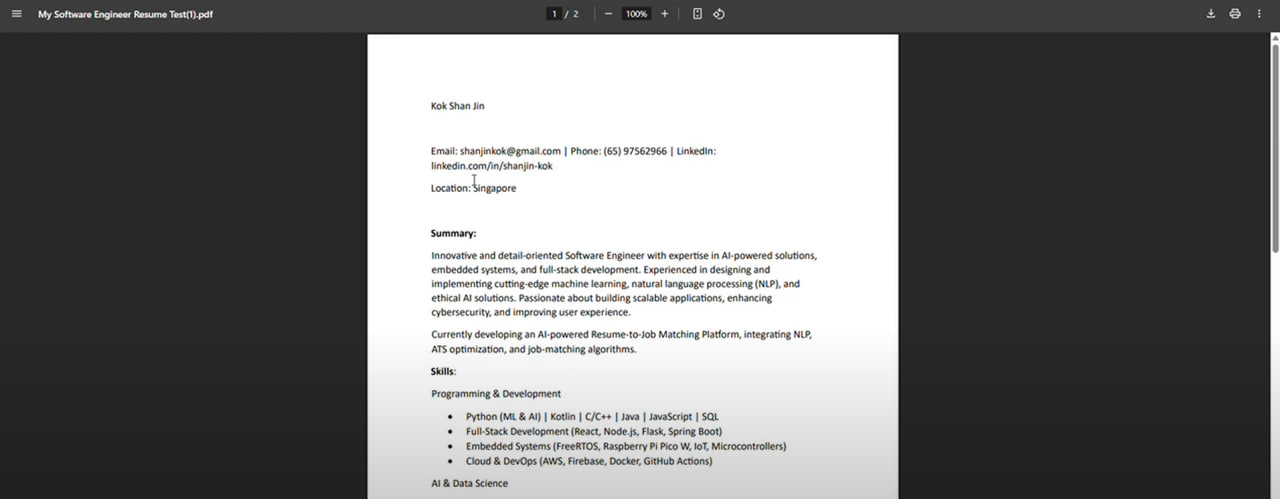 My Software Engineer Resume Test(1).pdf
1 / 2
100%
Kok Shan Jin
Email: shanjinkok@gmail.com | Phone: (65) 97562966 | LinkedIn:
linkedin.com/in/shanjin-kok
Location: Singapore
Summary:
Innovative and detail-oriented Software Engineer with expertise in AI-powered solutions,
embedded systems, and full-stack development. Experienced in designing and
implementing cutting-edge machine learning, natural language processing (NLP), and
ethical AI solutions. Passionate about building scalable applications, enhancing
cybersecurity, and improving user experience.
Currently developing an AI-powered Resume-to-Job Matching Platform, integrating NLP,
ATS optimization, and job-matching algorithms.
Skills:
Programming & Development
• Python (ML & AI) | Kotlin | C/C++ | Java | JavaScript | SQL
• Full-Stack Development (React, Node.js, Flask, Spring Boot)
• Embedded Systems (FreeRTOS, Raspberry Pi Pico W, IoT, Microcontrollers)
• Cloud & DevOps (AWS, Firebase, Docker, GitHub Actions)
AI & Data Science